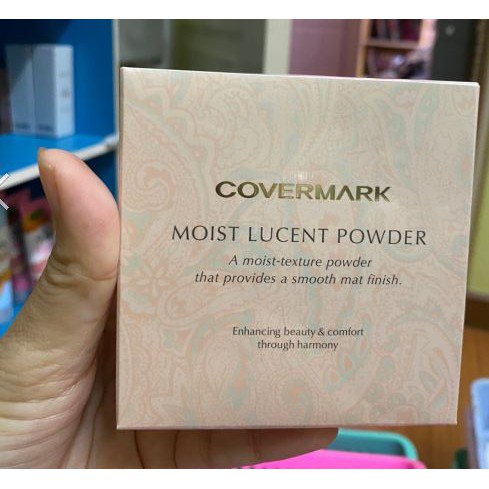 COVERMARK
MOIST LUCENT POWDER
A moist-texture powder
that provides a smooth mat finish.
Enhancing beauty & comfort
through harmony